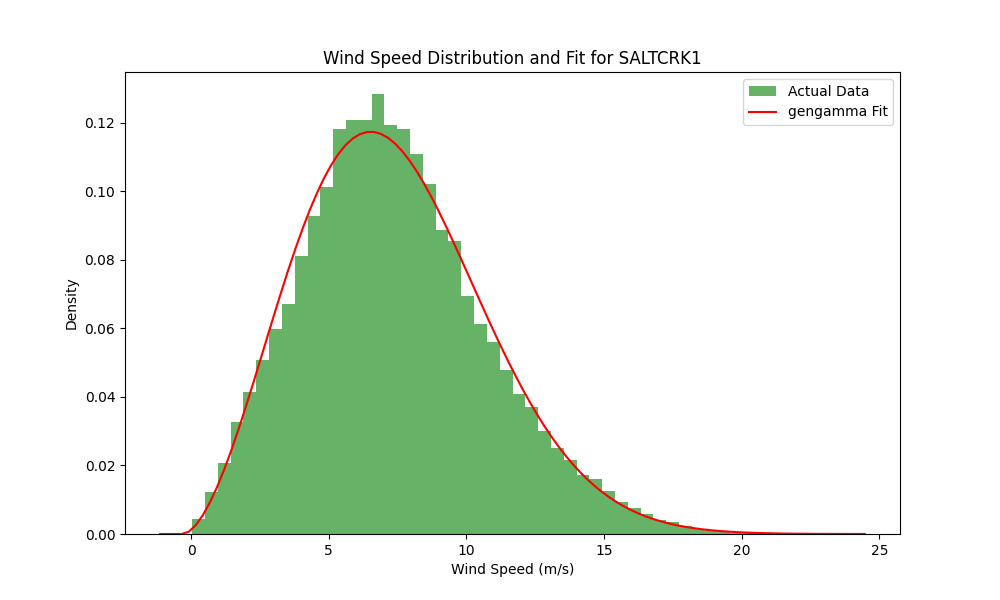 Wind Speed Distribution and Fit for SALTCRK1
Actual Data
gengamma Fit
0.12
0.10
0.08
0.06
0.04
0.02
0.00
Density
0
5
10
15
20
25
Wind Speed (m/s)